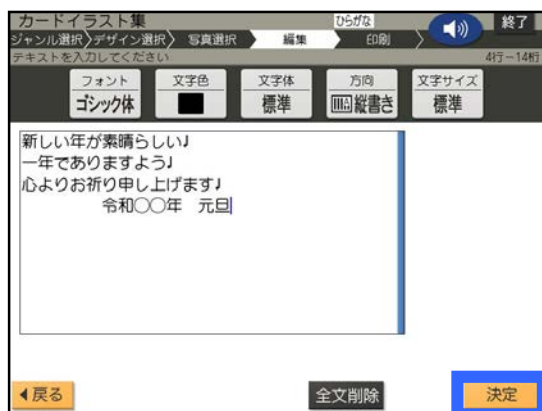 カードイラスト集
ひらがな
終了
ジャンル選択〉デザイン選択〉 写真選択 編集 印刷
テキストを入力してください
4行-14桁
フォント 文字色 文字体 方向 文字サイズ
ゴシック体 標準 縦書き 標準
新しい年が素晴らしい♩
一年でありますよう♩
心よりお祈り申し上げます♩
令和〇〇年 元旦
戻る 全文削除 決定